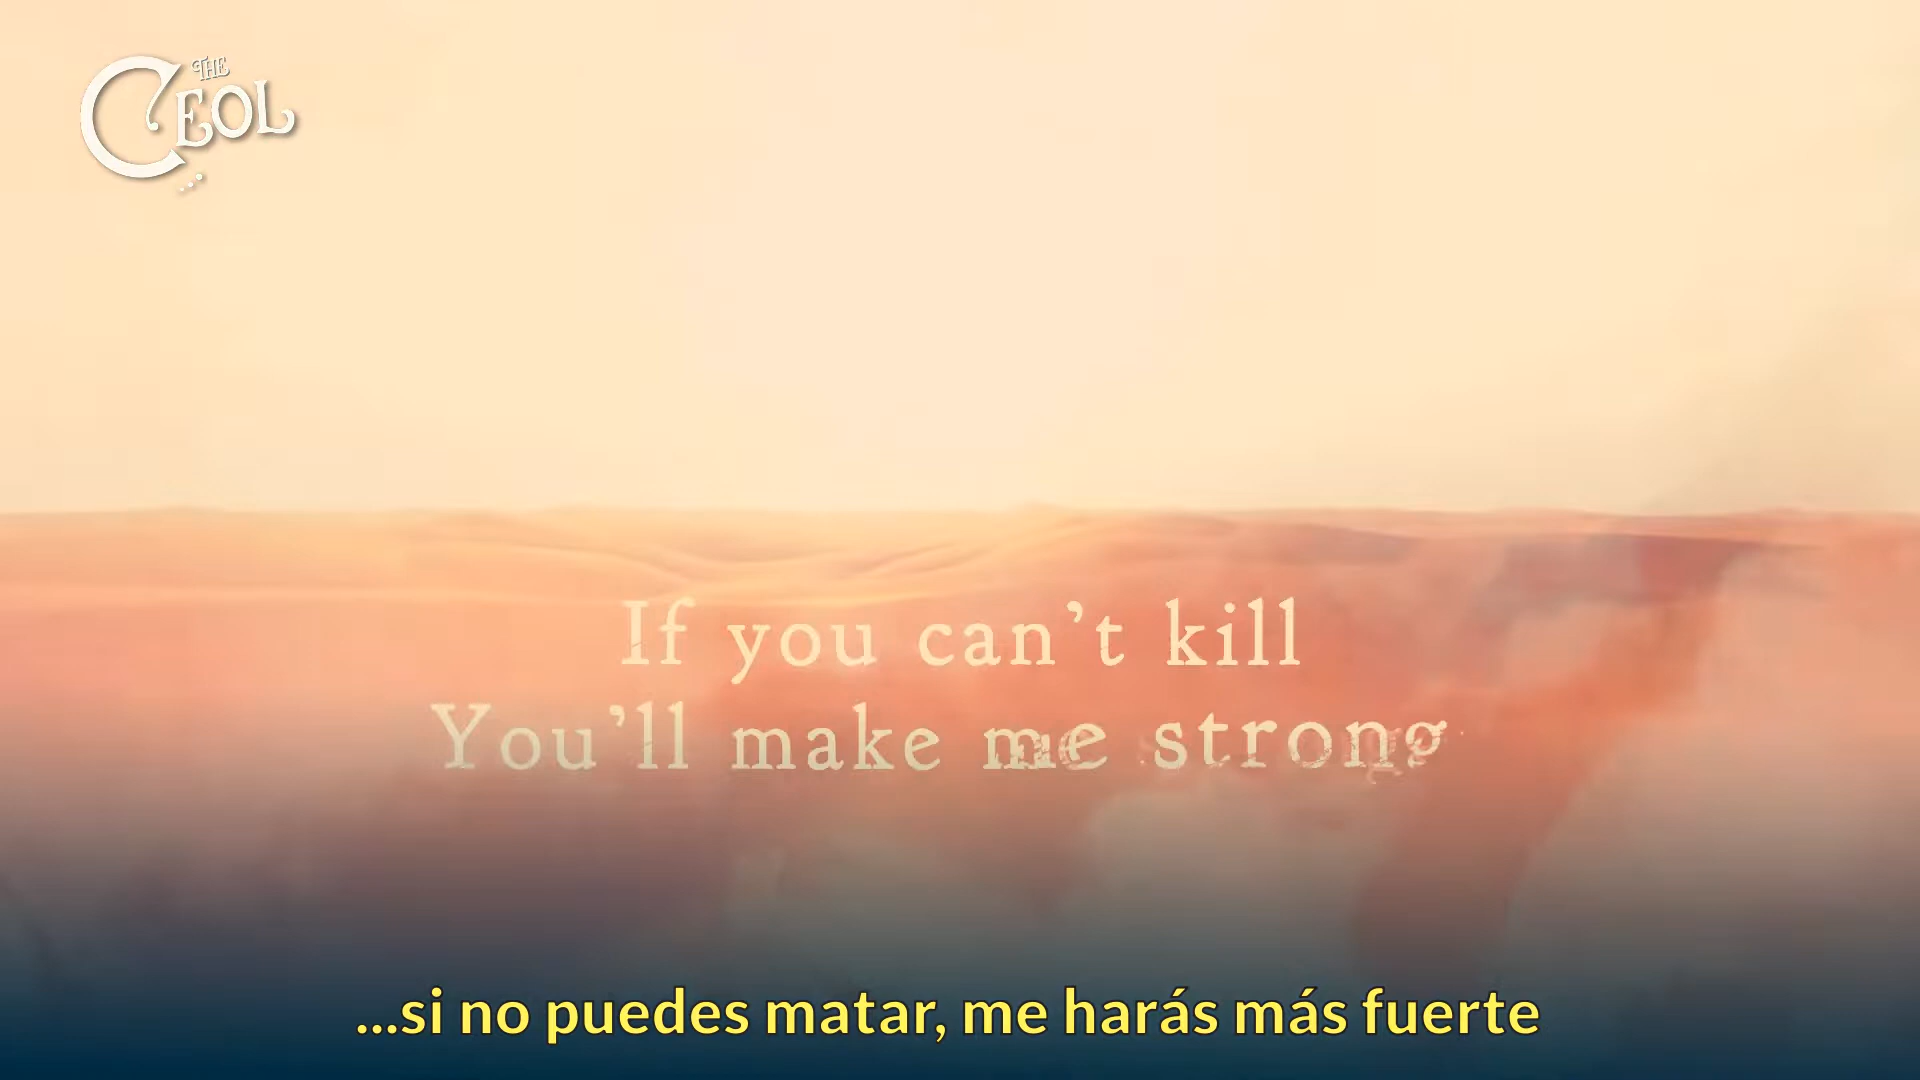 THE
CEOL
If you can't kill
You'll make me strong
...si no puedes matar, me harás más fuerte